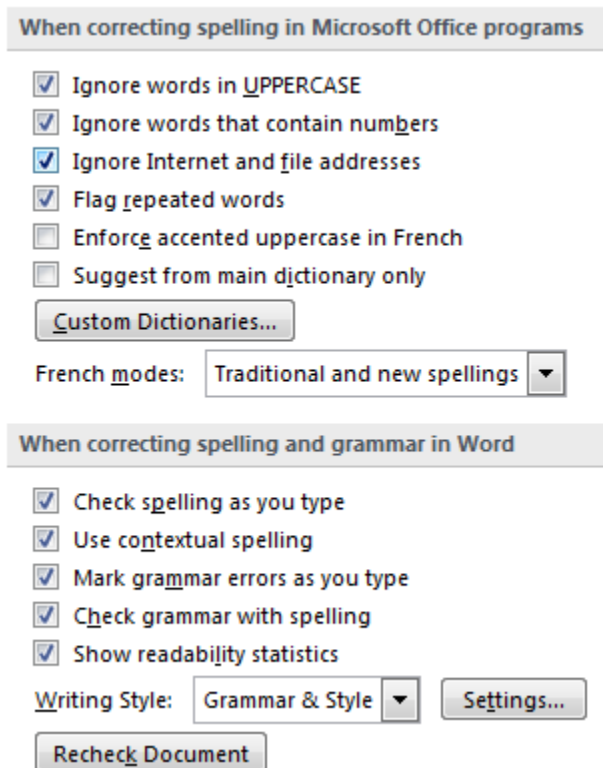 When correcting spelling in Microsoft Office programs
Ignore words in UPPERCASE
Ignore words that contain numbers
Ignore Internet and file addresses
Flag repeated words
Enforce accented uppercase in French
Suggest from main dictionary only
Custom Dictionaries...
French modes: Traditional and new spellings
When correcting spelling and grammar in Word
Check spelling as you type
Use contextual spelling
Mark grammar errors as you type
Check grammar with spelling
Show readability statistics
Writing Style: Grammar & Style Settings...
Recheck Document